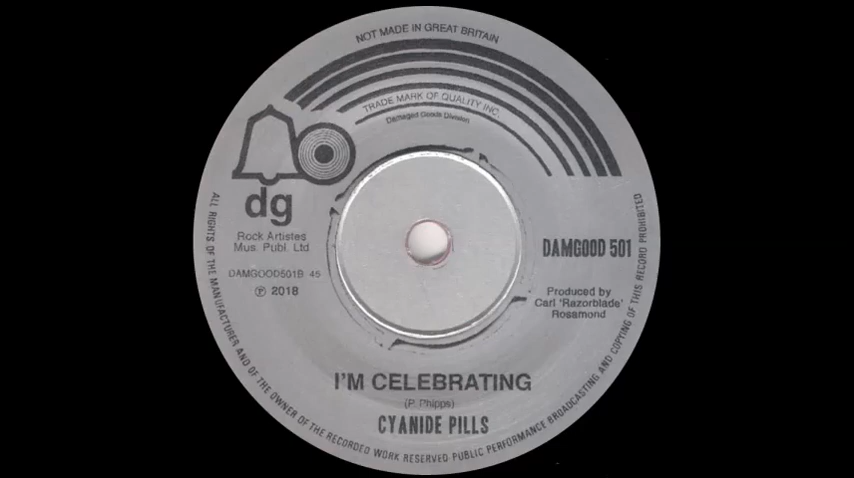 NOT MADE IN GREAT BRITAIN
TRADE MARK OF QUALITY INC.
Damaged Goods Division
dg
Rock Artistes
Mus. Publ. Ltd
DAMGOOD501B 45
℗ 2018
DAMGOOD 501
Produced by
Carl 'Razorblade'
Rosamond
I'M CELEBRATING
(P. Phipps)
CYANIDE PILLS
ALL RIGHTS OF THE MANUFACTURER AND OF THE OWNER OF THE RECORDED WORK RESERVED PUBLIC PERFORMANCE BROADCASTING AND COPYING OF THIS RECORD PROHIBITED